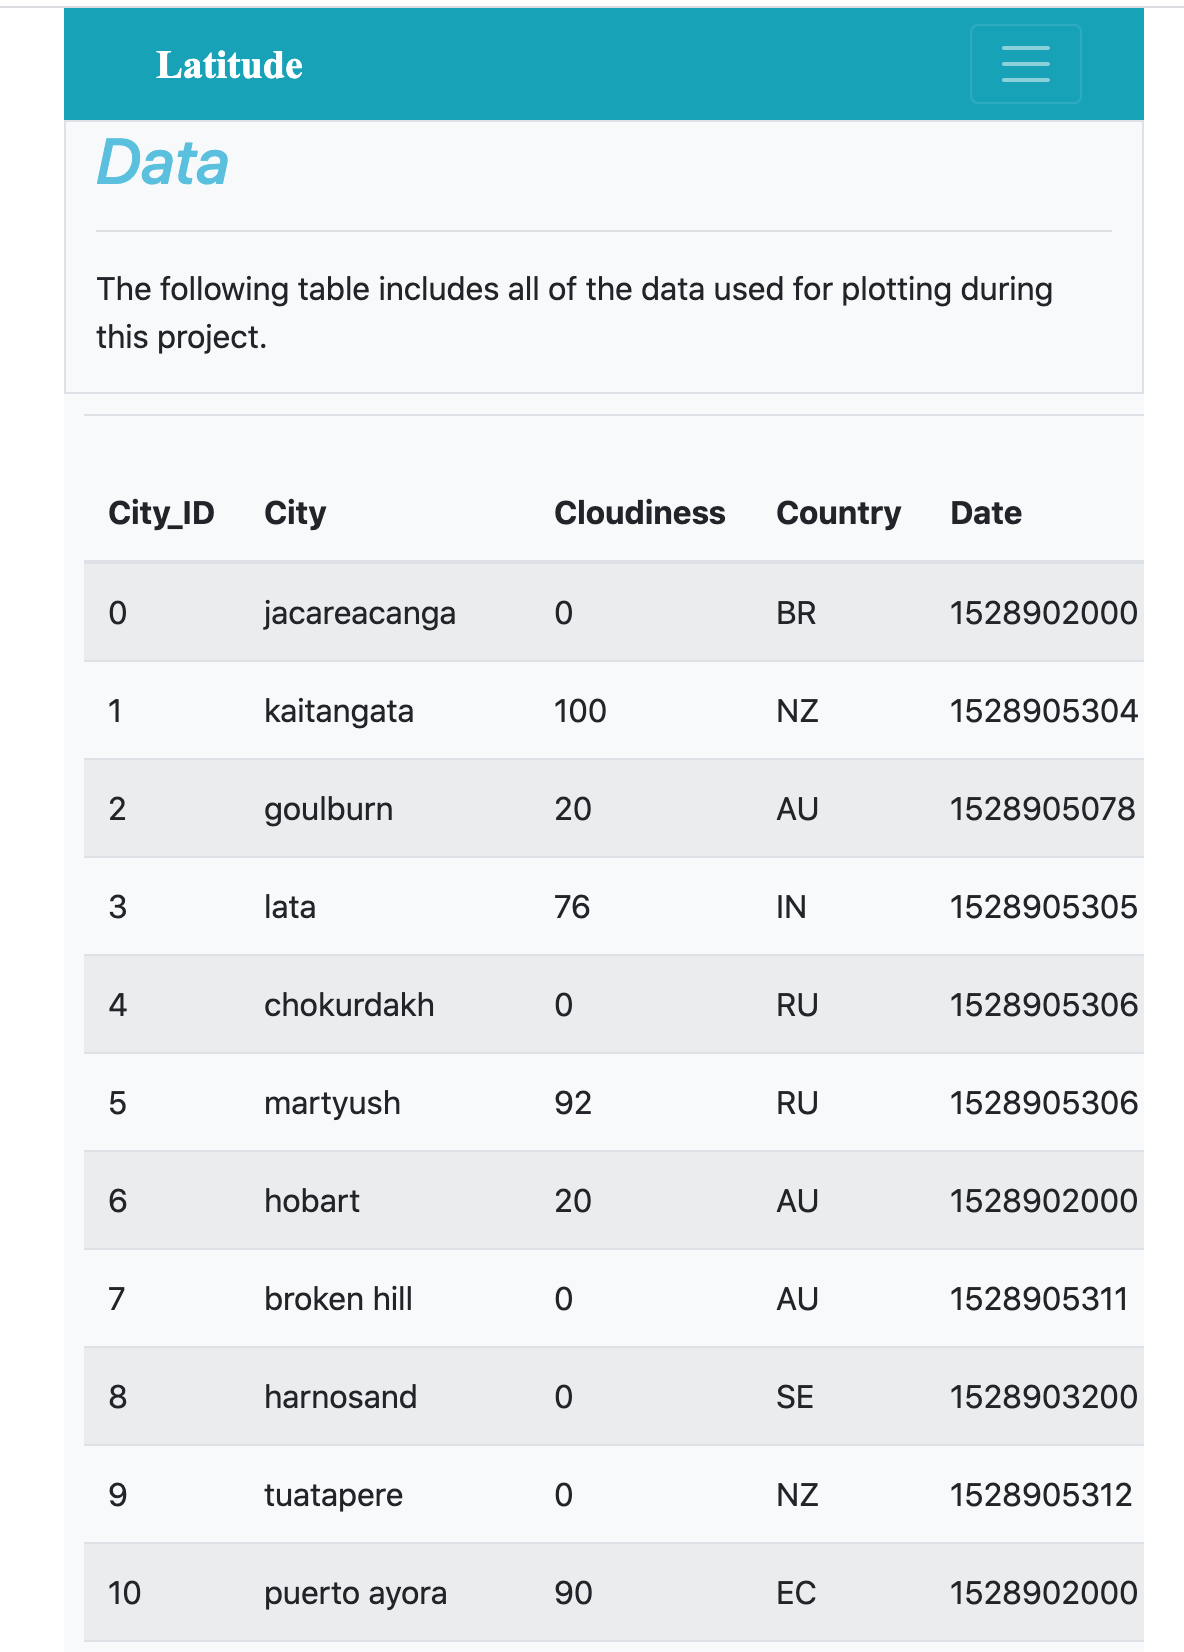 Latitude
Data
The following table includes all of the data used for plotting during
this project.
City_ID City Cloudiness Country Date
0 jacareacanga 0 BR 1528902000
1 kaitangata 100 NZ 1528905304
2 goulburn 20 AU 1528905078
3 lata 76 IN 1528905305
4 chokurdakh 0 RU 1528905306
5 martyush 92 RU 1528905306
6 hobart 20 AU 1528902000
7 broken hill 0 AU 1528905311
8 harnosand 0 SE 1528903200
9 tuatapere 0 NZ 1528905312
10 puerto ayora 90 EC 1528902000